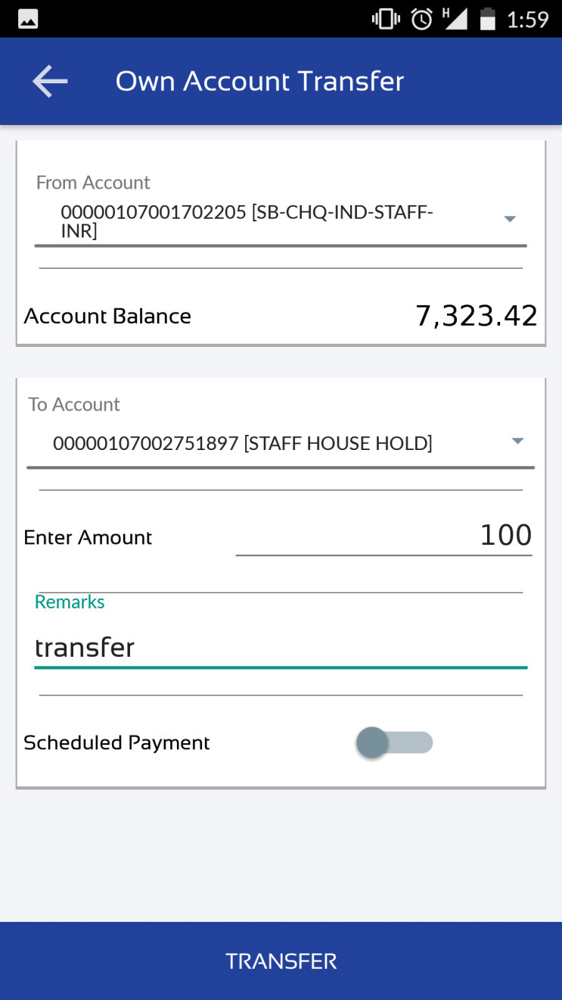 H 1:59
Own Account Transfer
From Account
00000107001702205 [SB-CHQ-IND-STAFF-
INR]
Account Balance 7,323.42
To Account
00000107002751897 [STAFF HOUSE HOLD]
Enter Amount 100
Remarks
transfer
Scheduled Payment
TRANSFER